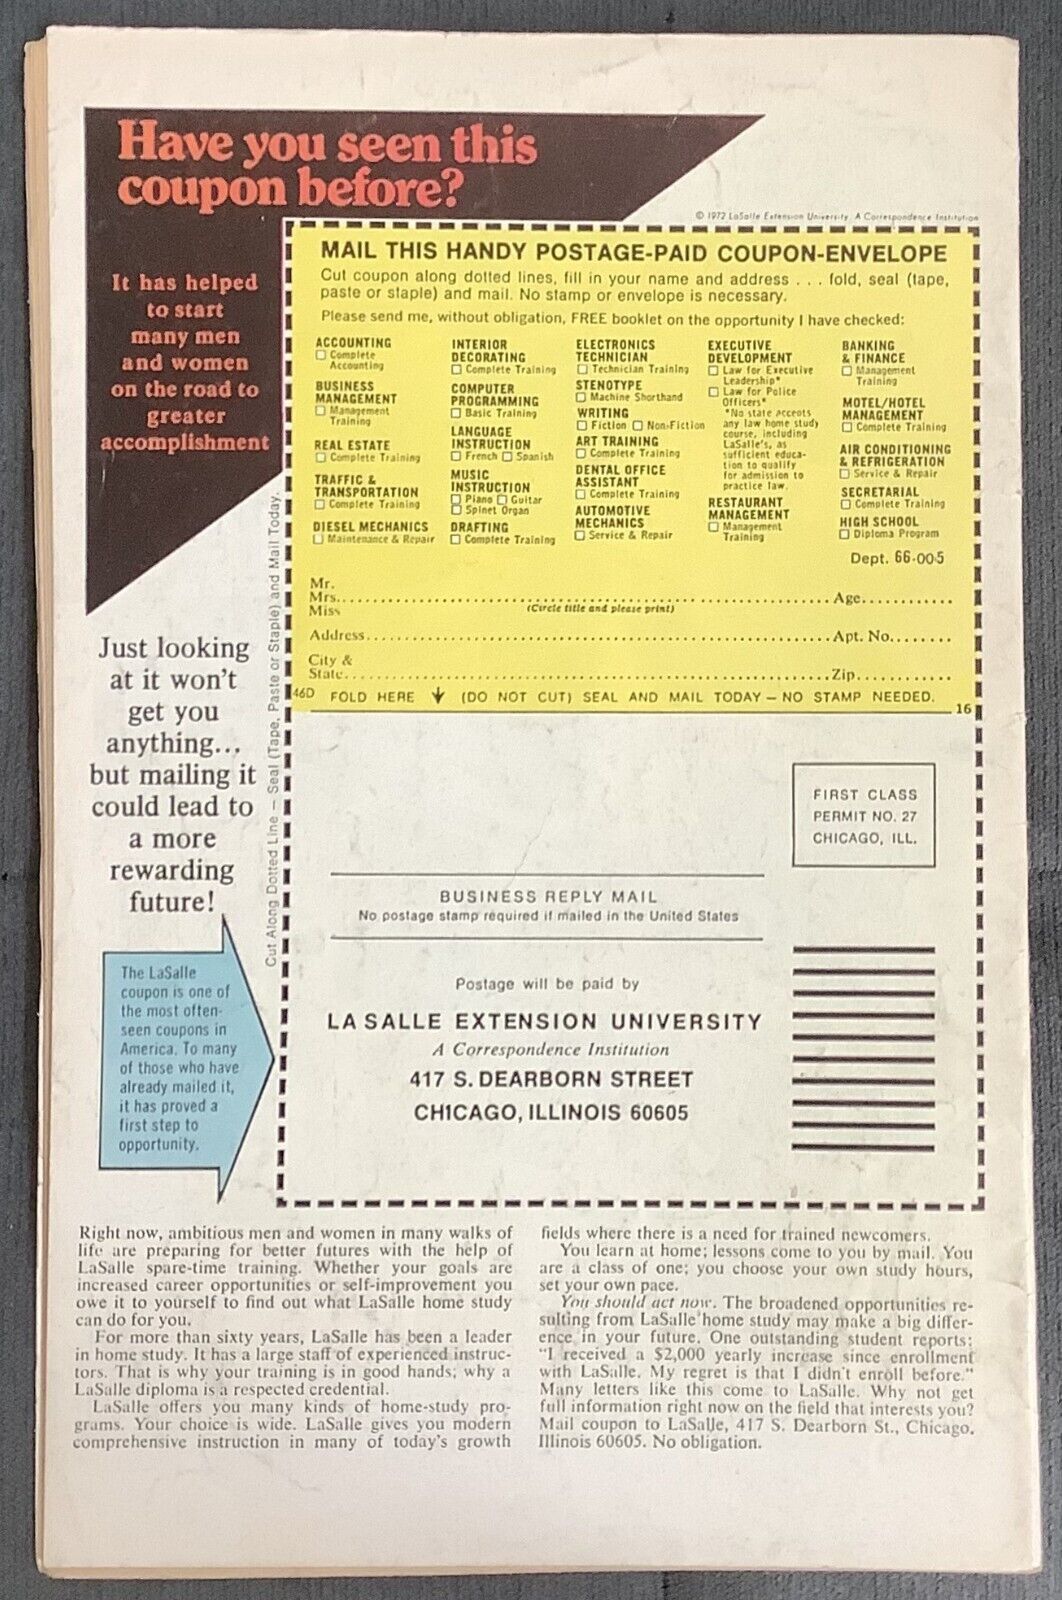 Have you seen this
coupon before?
It has helped
to start
many men
and women
on the road to
greater
accomplishment
© 1972 LaSalle Extension University A Correspondence Institution
MAIL THIS HANDY POSTAGE-PAID COUPON-ENVELOPE
Cut coupon along dotted lines, fill in your name and address . . . fold, seal (tape,
paste or staple) and mail. No stamp or envelope is necessary.
Please send me, without obligation, FREE booklet on the opportunity I have checked:
ACCOUNTING
☐ Complete
Accounting
BUSINESS
MANAGEMENT
☐ Management
Training
REAL ESTATE
☐ Complete Training
TRAFFIC &
TRANSPORTATION
☐ Complete Training
DIESEL MECHANICS
☐ Maintenance & Repair
INTERIOR
DECORATING
☐ Complete Training
COMPUTER
PROGRAMMING
☐ Basic Training
LANGUAGE
INSTRUCTION
☐ French ☐ Spanish
MUSIC
INSTRUCTION
☐ Piano ☐ Guitar
☐ Spinet Organ
DRAFTING
☐ Complete Training
ELECTRONICS
TECHNICIAN
☐ Technician Training
STENOTYPE
☐ Machine Shorthand
WRITING
☐ Fiction ☐ Non-Fiction
ART TRAINING
☐ Complete Training
DENTAL OFFICE
ASSISTANT
☐ Complete Training
AUTOMOTIVE
MECHANICS
☐ Service & Repair
EXECUTIVE
DEVELOPMENT
☐ Law for Executive
Leadership*
☐ Law for Police
Officers*
*No state accepts
any law home study
course, including
LaSalle's, as
sufficient educa-
tion to qualify
for admission to
practice law.
RESTAURANT
MANAGEMENT
☐ Management
Training
BANKING
& FINANCE
☐ Management
Training
MOTEL/HOTEL
MANAGEMENT
☐ Complete Training
AIR CONDITIONING
& REFRIGERATION
☐ Service & Repair
SECRETARIAL
☐ Complete Training
HIGH SCHOOL
☐ Diploma Program
Dept. 66-005
Mr.
Mrs. Age
Miss (Circle title and please print)
Address Apt. No.
City &
State Zip
46D FOLD HERE (DO NOT CUT) SEAL AND MAIL TODAY — NO STAMP NEEDED.
16
Cut Along Dotted Line — Seal (Tape, Paste or Staple) and Mail Today.
Just looking
at it won't
get you
anything...
but mailing it
could lead to
a more
rewarding
future!
The LaSalle
coupon is one of
the most often-
seen coupons in
America. To many
of those who have
already mailed it,
it has proved a
first step to
opportunity.
FIRST CLASS
PERMIT NO. 27
CHICAGO, ILL.
BUSINESS REPLY MAIL
No postage stamp required if mailed in the United States
Postage will be paid by
LA SALLE EXTENSION UNIVERSITY
A Correspondence Institution
417 S. DEARBORN STREET
CHICAGO, ILLINOIS 60605
Right now, ambitious men and women in many walks of
life are preparing for better futures with the help of
LaSalle spare-time training. Whether your goals are
increased career opportunities or self-improvement you
owe it to yourself to find out what LaSalle home study
can do for you.
For more than sixty years, LaSalle has been a leader
in home study. It has a large staff of experienced instruc-
tors. That is why your training is in good hands; why a
LaSalle diploma is a respected credential.
LaSalle offers you many kinds of home-study pro-
grams. Your choice is wide. LaSalle gives you modern
comprehensive instruction in many of today's growth
fields where there is a need for trained newcomers.
You learn at home; lessons come to you by mail. You
are a class of one; you choose your own study hours,
set your own pace.
You should act now. The broadened opportunities re-
sulting from LaSalle home study may make a big differ-
ence in your future. One outstanding student reports:
"I received a $2,000 yearly increase since enrollment
with LaSalle. My regret is that I didn't enroll before."
Many letters like this come to LaSalle. Why not get
full information right now on the field that interests you?
Mail coupon to LaSalle, 417 S. Dearborn St., Chicago,
Illinois 60605. No obligation.